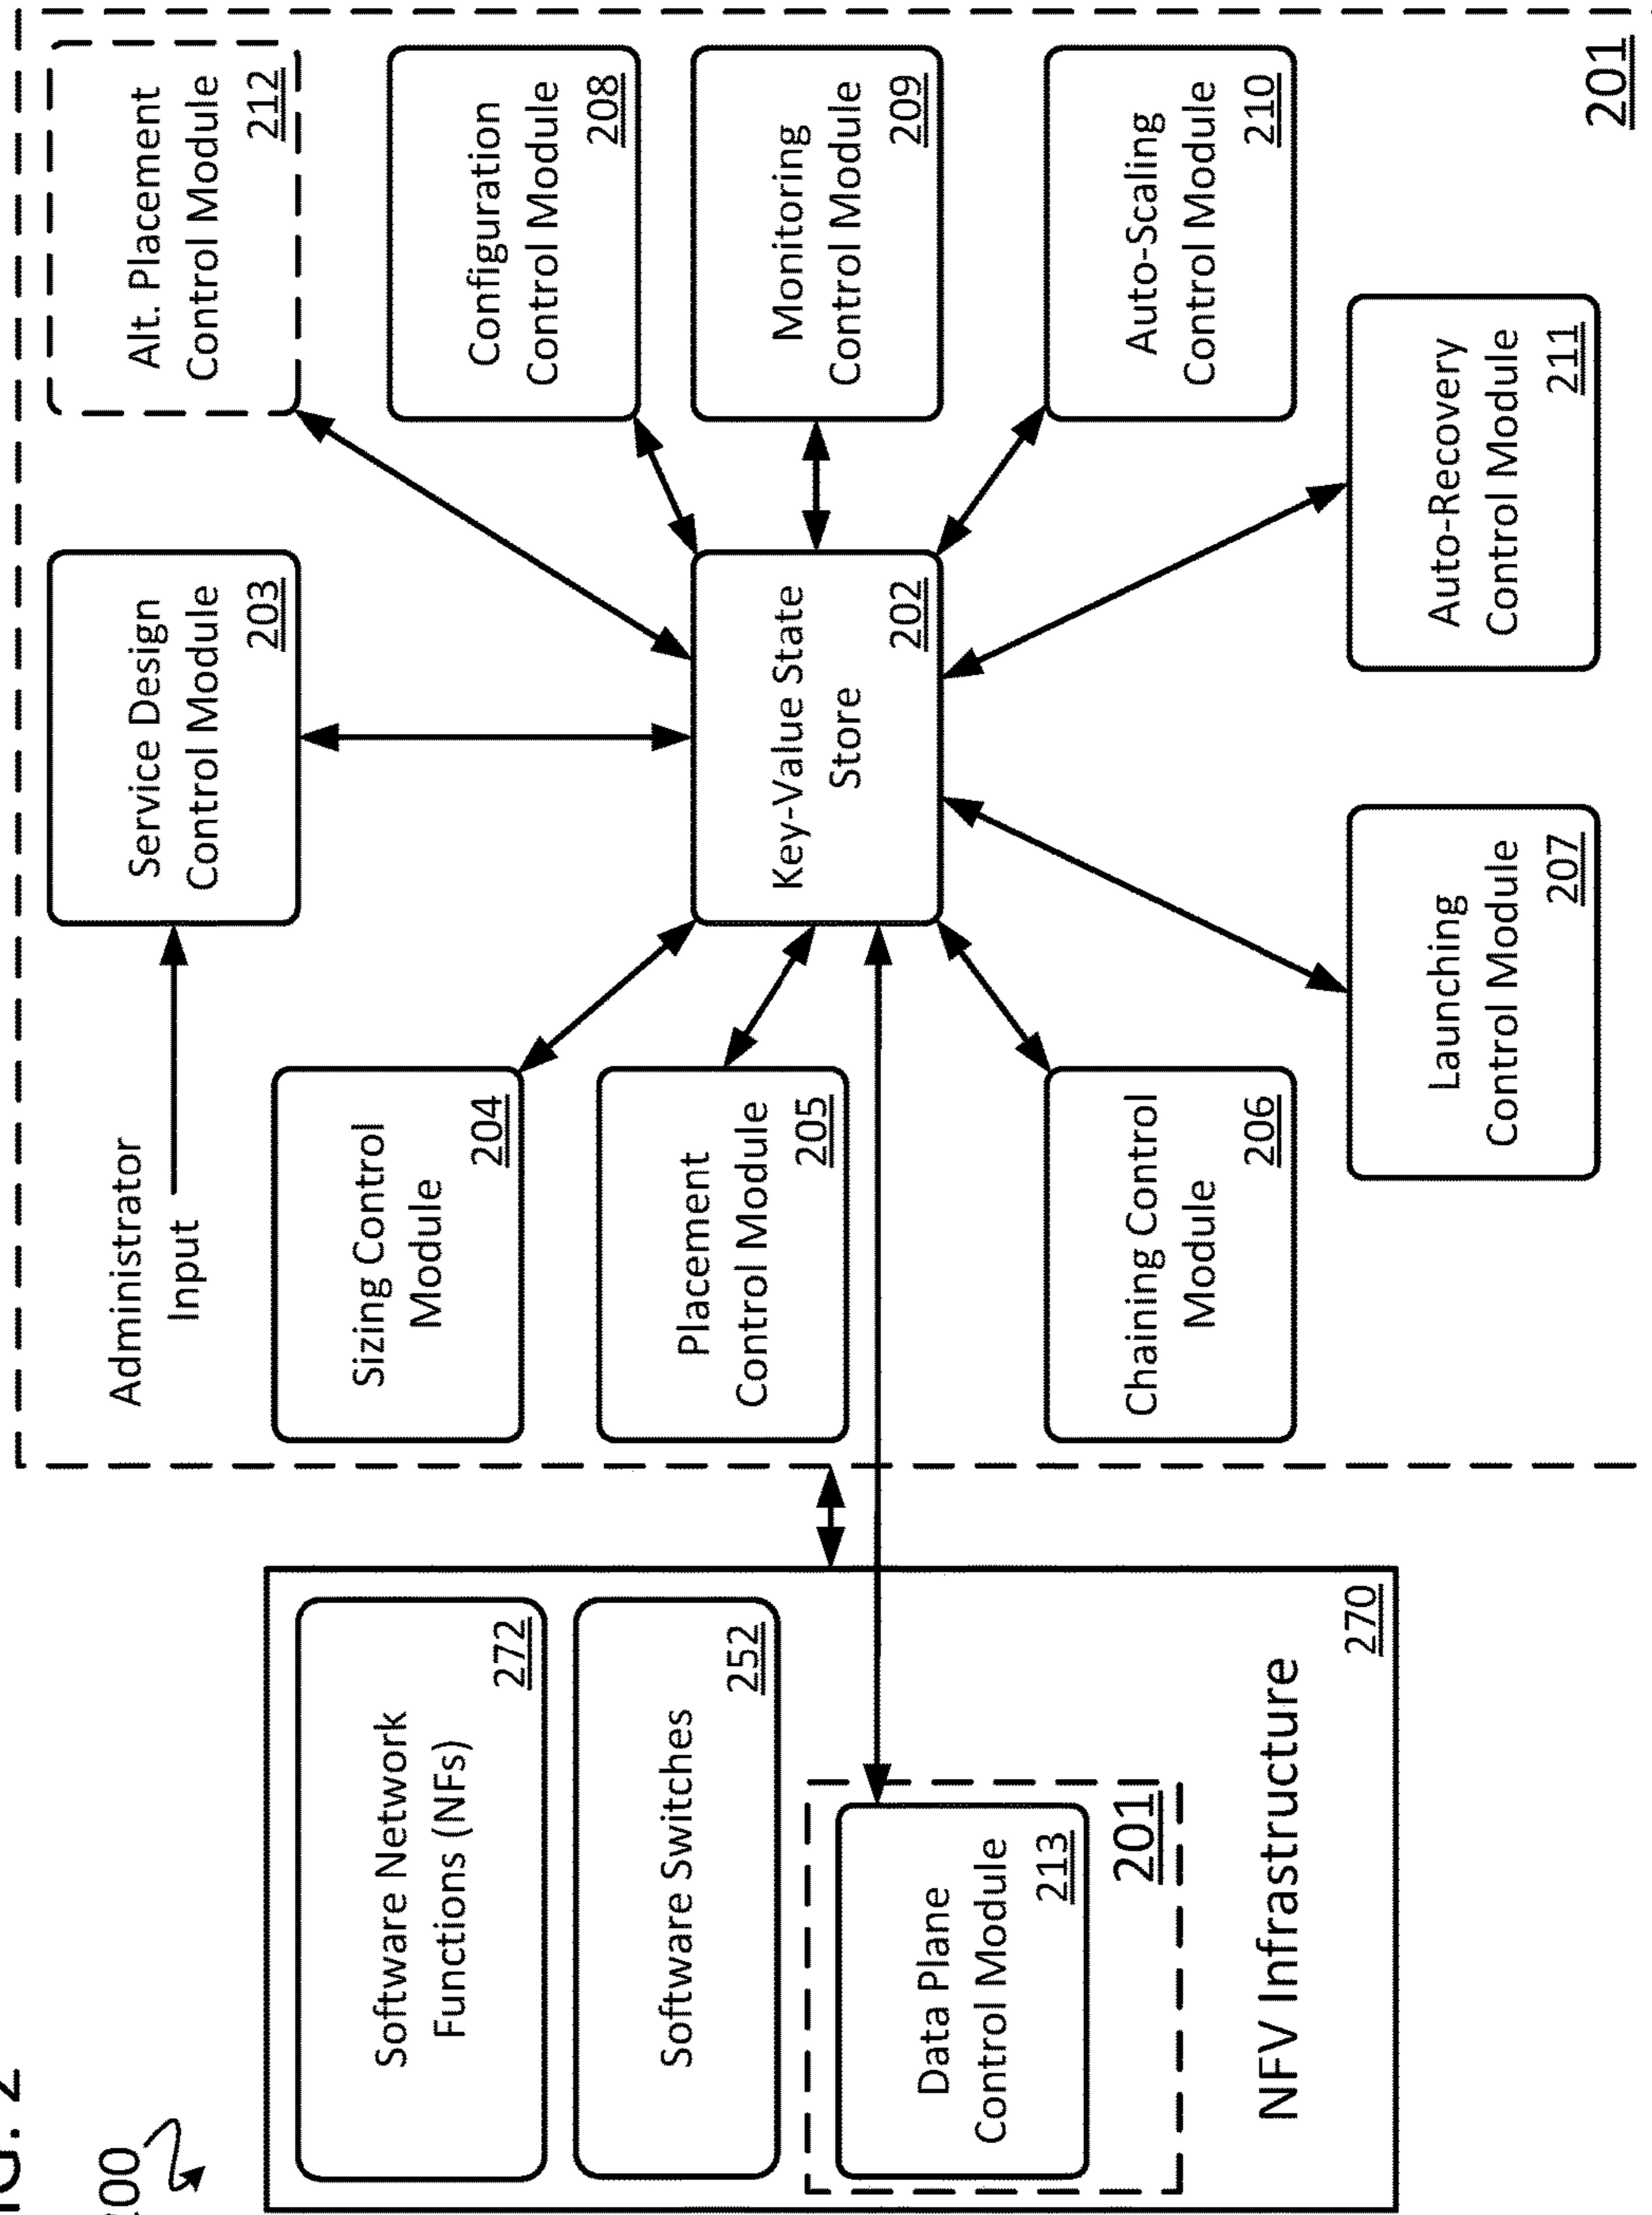 G. 2
00
Software Network
Functions (NFs)
272
Software Switches
252
Data Plane
Control Module
213
201
NFV Infrastructure
270
Administrator
Input
Service Design
Control Module
203
Alt. Placement
Control Module
212
Sizing Control
Module
204
Configuration
Control Module
208
Placement
Control Module
205
Key-Value State
Store
202
Monitoring
Control Module
209
Chaining Control
Module
206
Auto-Scaling
Control Module
210
Launching
Control Module
207
Auto-Recovery
Control Module
211
201